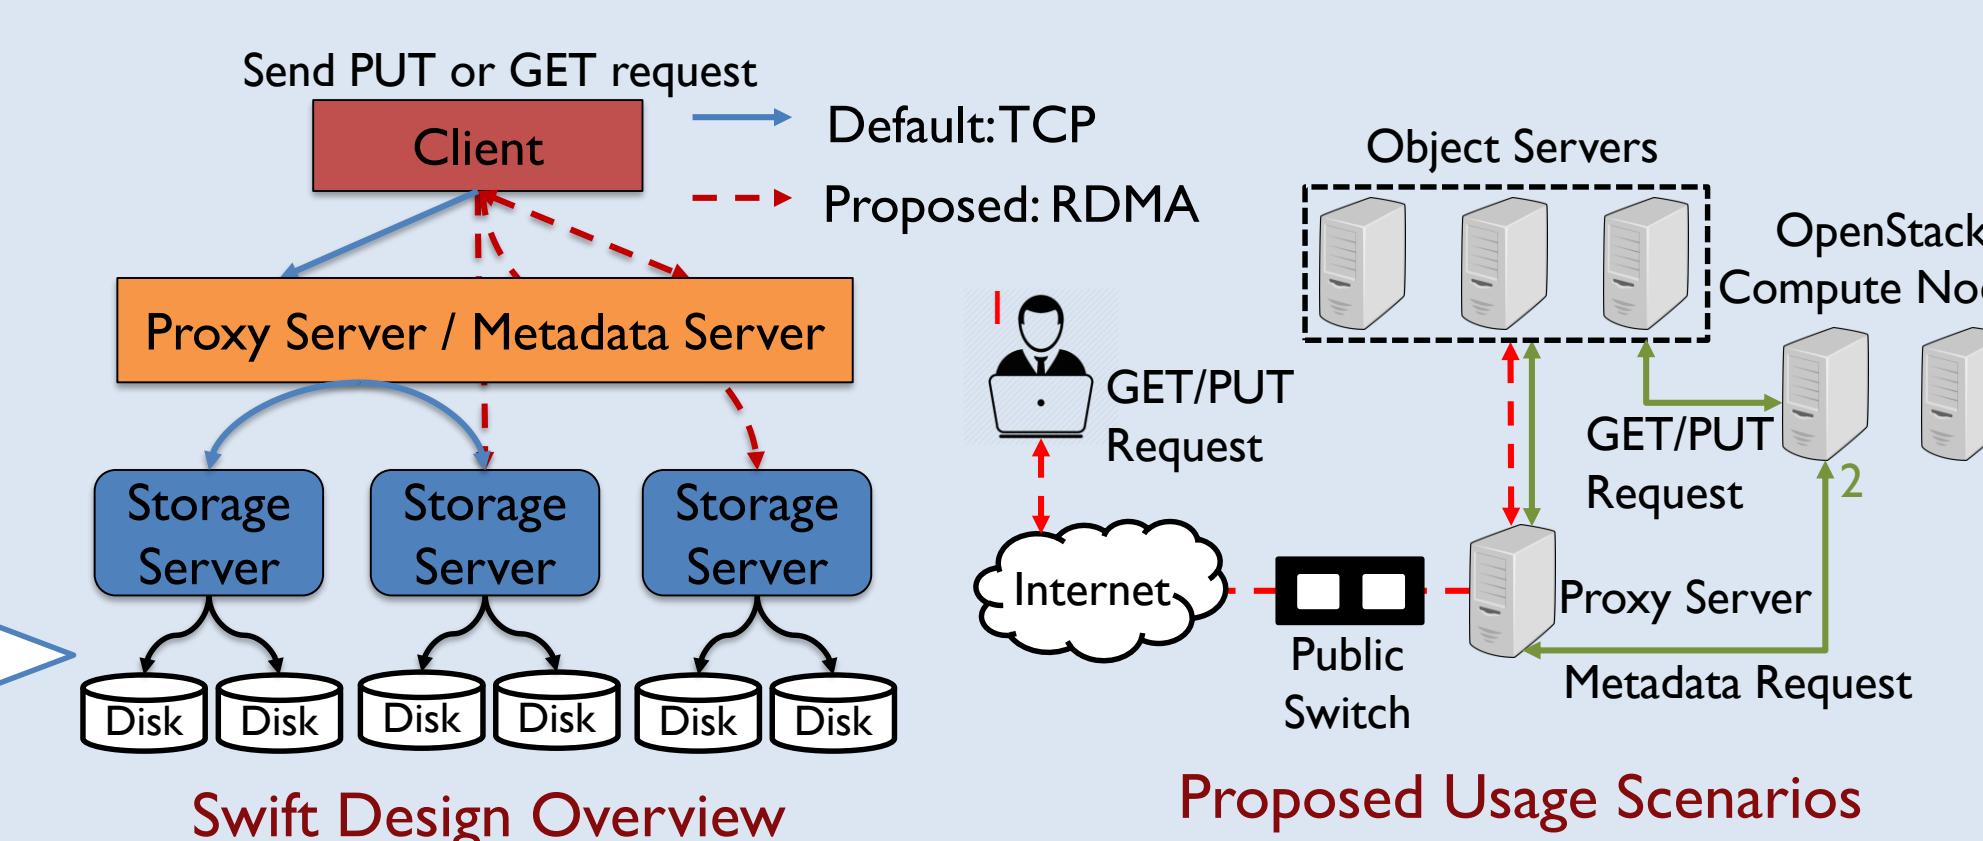 Send PUT or GET request
Client
Default: TCP
Proposed: RDMA
Proxy Server / Metadata Server
Storage
Server
Storage
Server
Storage
Server
Disk
Disk
Disk
Disk
Disk
Disk
Swift Design Overview
Object Servers
OpenStack
Compute
1
GET/PUT
Request
GET/PUT
Request
2
Internet
Public
Switch
Proxy Server
Metadata Request
Proposed Usage Scenarios